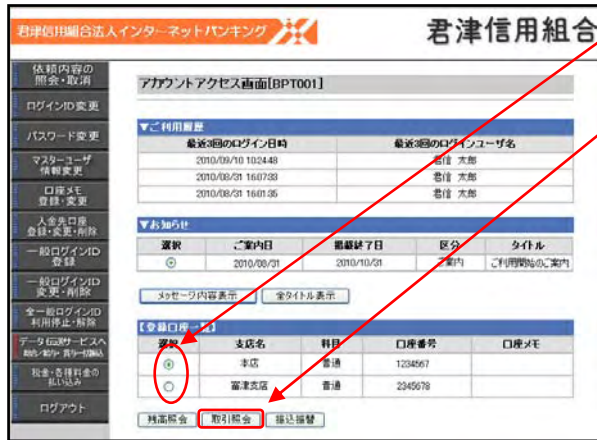 君津信用組合法人インターネットバンキング
君津信用組合
依頼内容の
照会・取消
ログインID変更
パスワード変更
マスターユーザ
情報変更
口座メモ
登録・変更
入金先口座
登録・変更・削除
一般ログインID
登録
一般ログインID
変更・削除
全一般ログインID
利用停止・解除
データ伝送サービスへ
税金・各種料金の
払い込み
ログアウト
アカウントアクセス画面[BPT001]
▼ご利用履歴
最近3回のログイン日時 最近3回のログインユーザ名
2010/09/10 10:24:48 君信 太郎
2010/08/31 16:07:33 君信 太郎
2010/08/31 16:01:35 君信 太郎
▼お知らせ
選択 ご案内日 掲載終了日 区分 タイトル
2010/08/31 2010/10/31 ご案内 ご利用開始のご案内
メッセージ内容表示 全タイトル表示
【登録口座一覧】
選択 支店名 科目 口座番号 口座メモ
本店 普通 1234567
富津支店 普通 2345678
残高照会 取引照会 振込振替